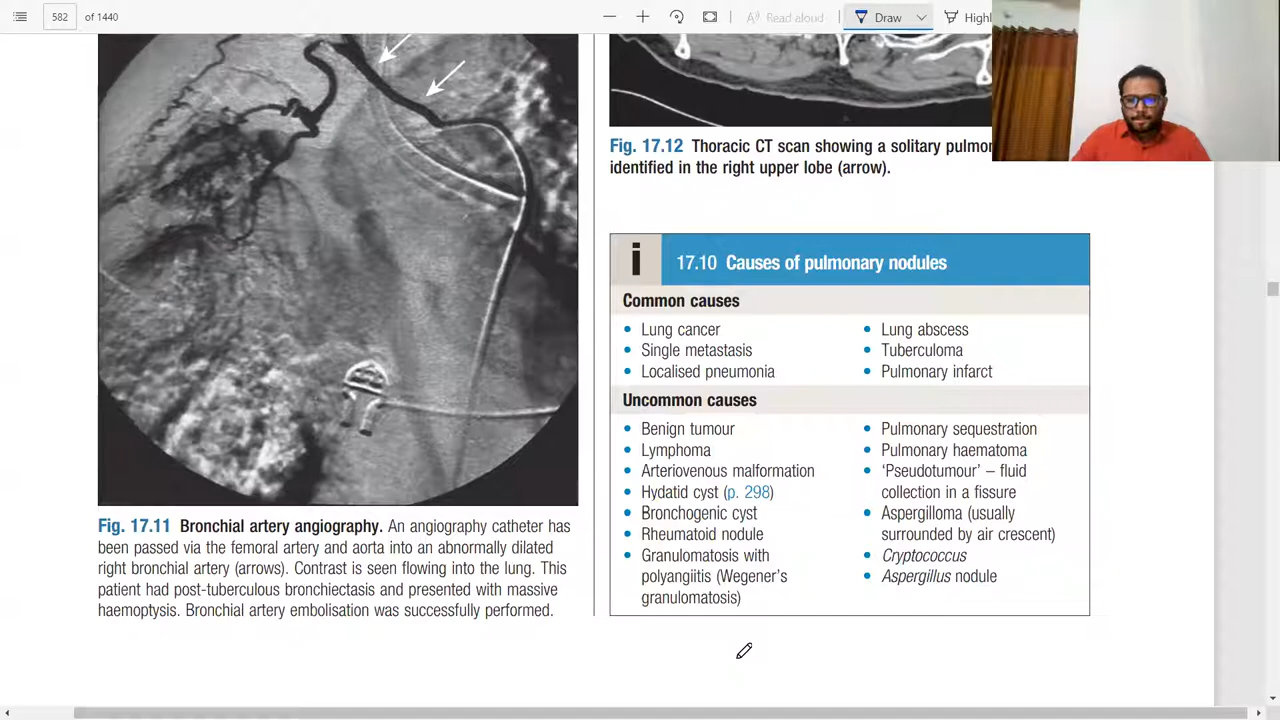 582 of 1440
Read aloud
Draw
Highl
Fig. 17.11 Bronchial artery angiography. An angiography catheter has
been passed via the femoral artery and aorta into an abnormally dilated
right bronchial artery (arrows). Contrast is seen flowing into the lung. This
patient had post-tuberculous bronchiectasis and presented with massive
haemoptysis. Bronchial artery embolisation was successfully performed.
Fig. 17.12 Thoracic CT scan showing a solitary pulmon
identified in the right upper lobe (arrow).
i 17.10 Causes of pulmonary nodules
Common causes
• Lung cancer
• Single metastasis
• Localised pneumonia
• Lung abscess
• Tuberculoma
• Pulmonary infarct
Uncommon causes
• Benign tumour
• Lymphoma
• Arteriovenous malformation
• Hydatid cyst (p. 298)
• Bronchogenic cyst
• Rheumatoid nodule
• Granulomatosis with
polyangiitis (Wegener's
granulomatosis)
• Pulmonary sequestration
• Pulmonary haematoma
• 'Pseudotumour' – fluid
collection in a fissure
• Aspergilloma (usually
surrounded by air crescent)
• Cryptococcus
• Aspergillus nodule